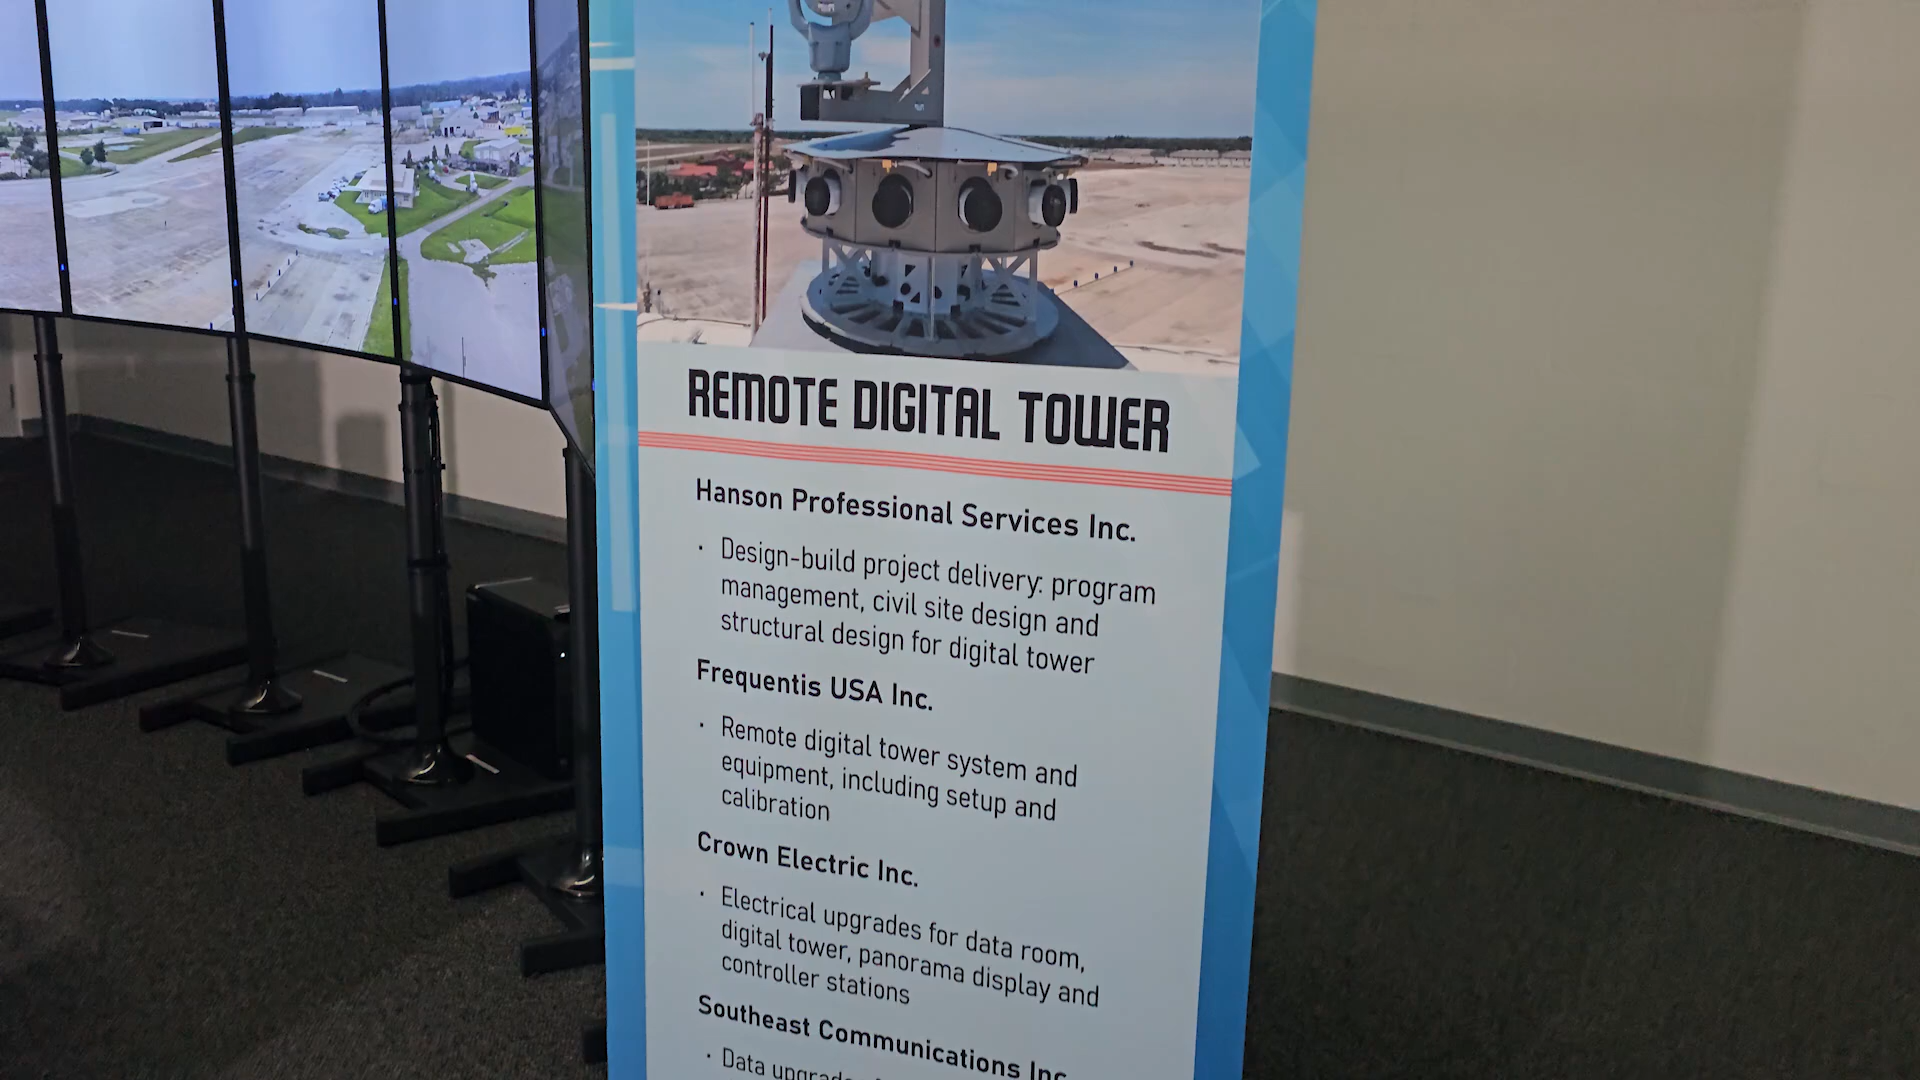 REMOTE DIGITAL TOWER
Hanson Professional Services Inc.
· Design-build project delivery: program
management, civil site design and
structural design for digital tower
Frequentis USA Inc.
· Remote digital tower system and
equipment, including setup and
calibration
Crown Electric Inc.
· Electrical upgrades for data room,
digital tower, panorama display and
controller stations
Southeast Communications Inc.
· Data